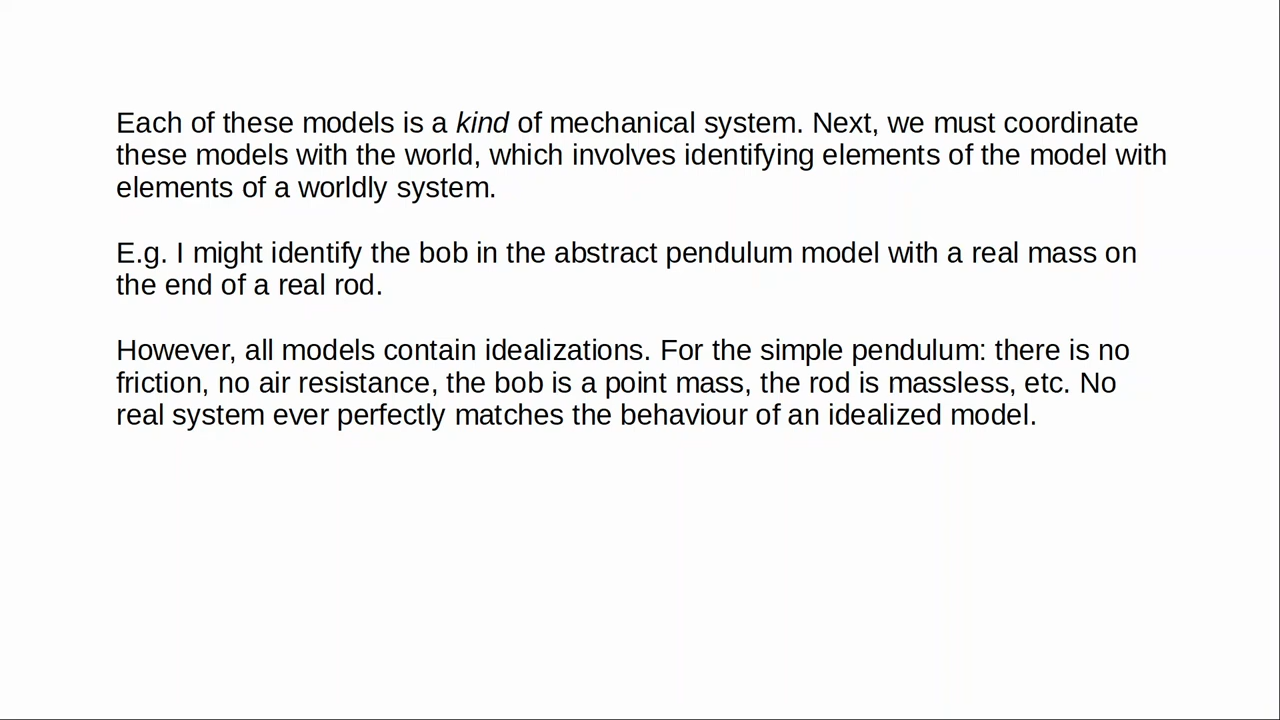 Each of these models is a kind of mechanical system. Next, we must coordinate
these models with the world, which involves identifying elements of the model with
elements of a worldly system.
E.g. I might identify the bob in the abstract pendulum model with a real mass on
the end of a real rod.
However, all models contain idealizations. For the simple pendulum: there is no
friction, no air resistance, the bob is a point mass, the rod is massless, etc. No
real system ever perfectly matches the behaviour of an idealized model.